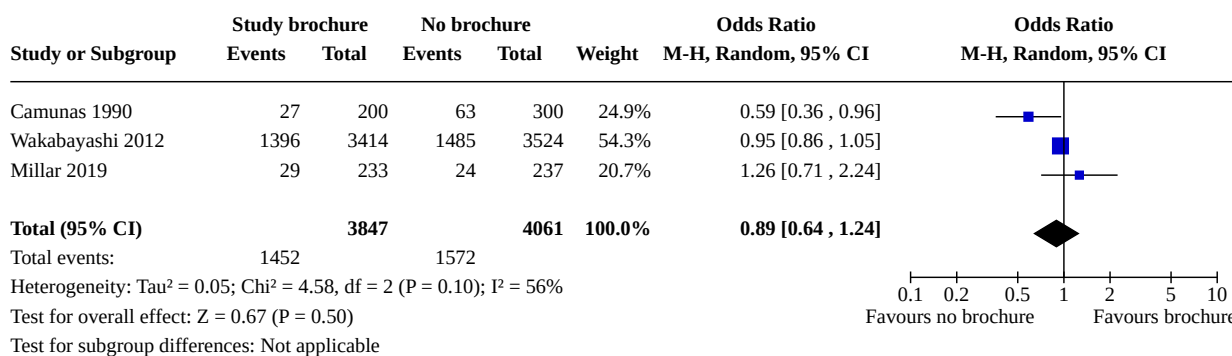 Study brochure No brochure Odds Ratio Odds Ratio
Study or Subgroup Events Total Events Total Weight M-H, Random, 95% CI M-H, Random, 95% CI
Camunas 1990 27 200 63 300 24.9% 0.59 [0.36 , 0.96]
Wakabayashi 2012 1396 3414 1485 3524 54.3% 0.95 [0.86 , 1.05]
Millar 2019 29 233 24 237 20.7% 1.26 [0.71 , 2.24]
Total (95% CI) 3847 4061 100.0% 0.89 [0.64 , 1.24]
Total events: 1452 1572
Heterogeneity: Tau² = 0.05; Chi² = 4.58, df = 2 (P = 0.10); I² = 56%
0.1 0.2 0.5 1 2 5 10
Test for overall effect: Z = 0.67 (P = 0.50) Favours no brochure Favours brochure
Test for subgroup differences: Not applicable